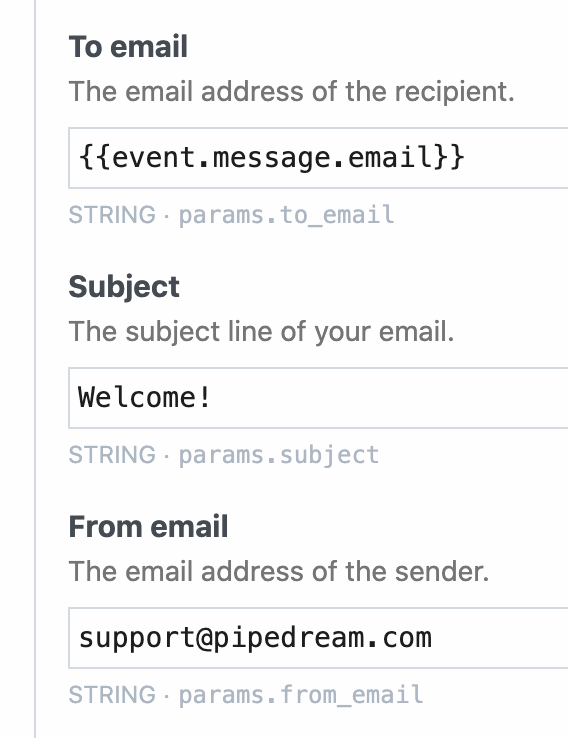 To email
The email address of the recipient.
{{event.message.email}}
STRING · params.to_email
Subject
The subject line of your email.
Welcome!
STRING · params.subject
From email
The email address of the sender.
support@pipedream.com
STRING · params.from_email